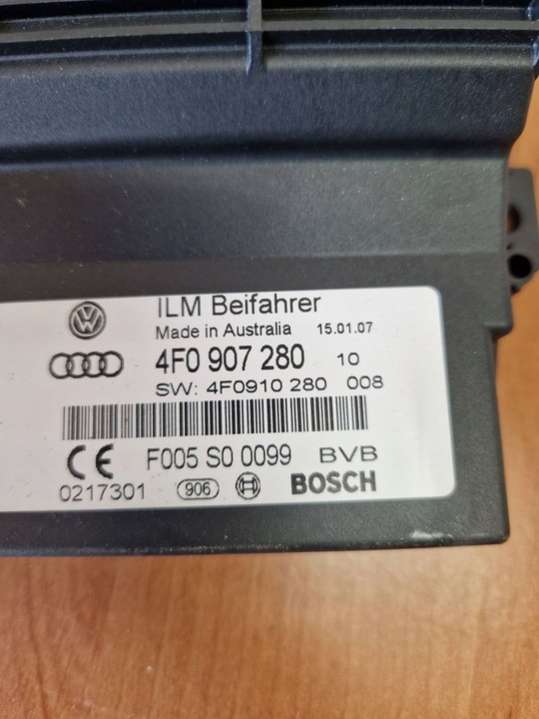 ILM Beifahrer
Made in Australia 15.01.07
4F0 907 280 10
SW: 4F0910 280 008
CE F005 S0 0099 BVB
0217301 906 BOSCH